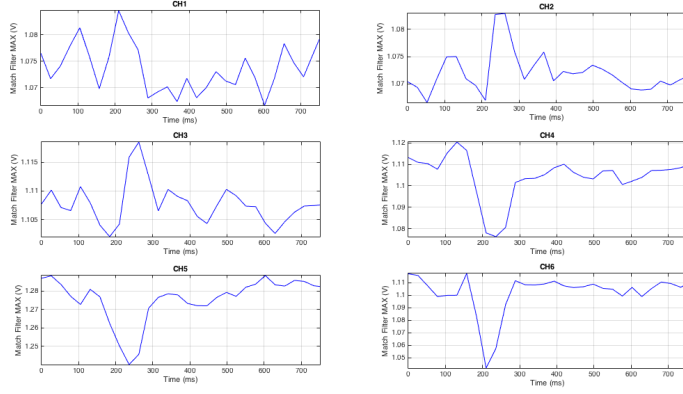 CH1
Match Filter MAX (V)
1.08
1.075
1.07
0 100 200 300 400 500 600 700
Time (ms)
CH2
Match Filter MAX (V)
1.08
1.075
1.07
0 100 200 300 400 500 600 700
Time (ms)
CH3
Match Filter MAX (V)
1.115
1.11
1.105
0 100 200 300 400 500 600 700
Time (ms)
CH4
Match Filter MAX (V)
1.12
1.1
1.08
0 100 200 300 400 500 600 700
Time (ms)
CH5
Match Filter MAX (V)
1.28
1.27
1.26
1.25
0 100 200 300 400 500 600 700
Time (ms)
CH6
Match Filter MAX (V)
1.11
1.1
1.09
1.08
1.07
1.06
1.05
0 100 200 300 400 500 600 700
Time (ms)